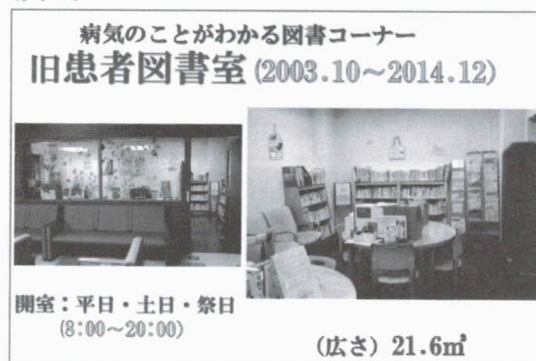 病気のことがわかる図書コーナー
旧患者図書室(2003.10～2014.12)
開室：平日・土日・祭日
(8:00～20:00)
(広さ) 21.6㎡